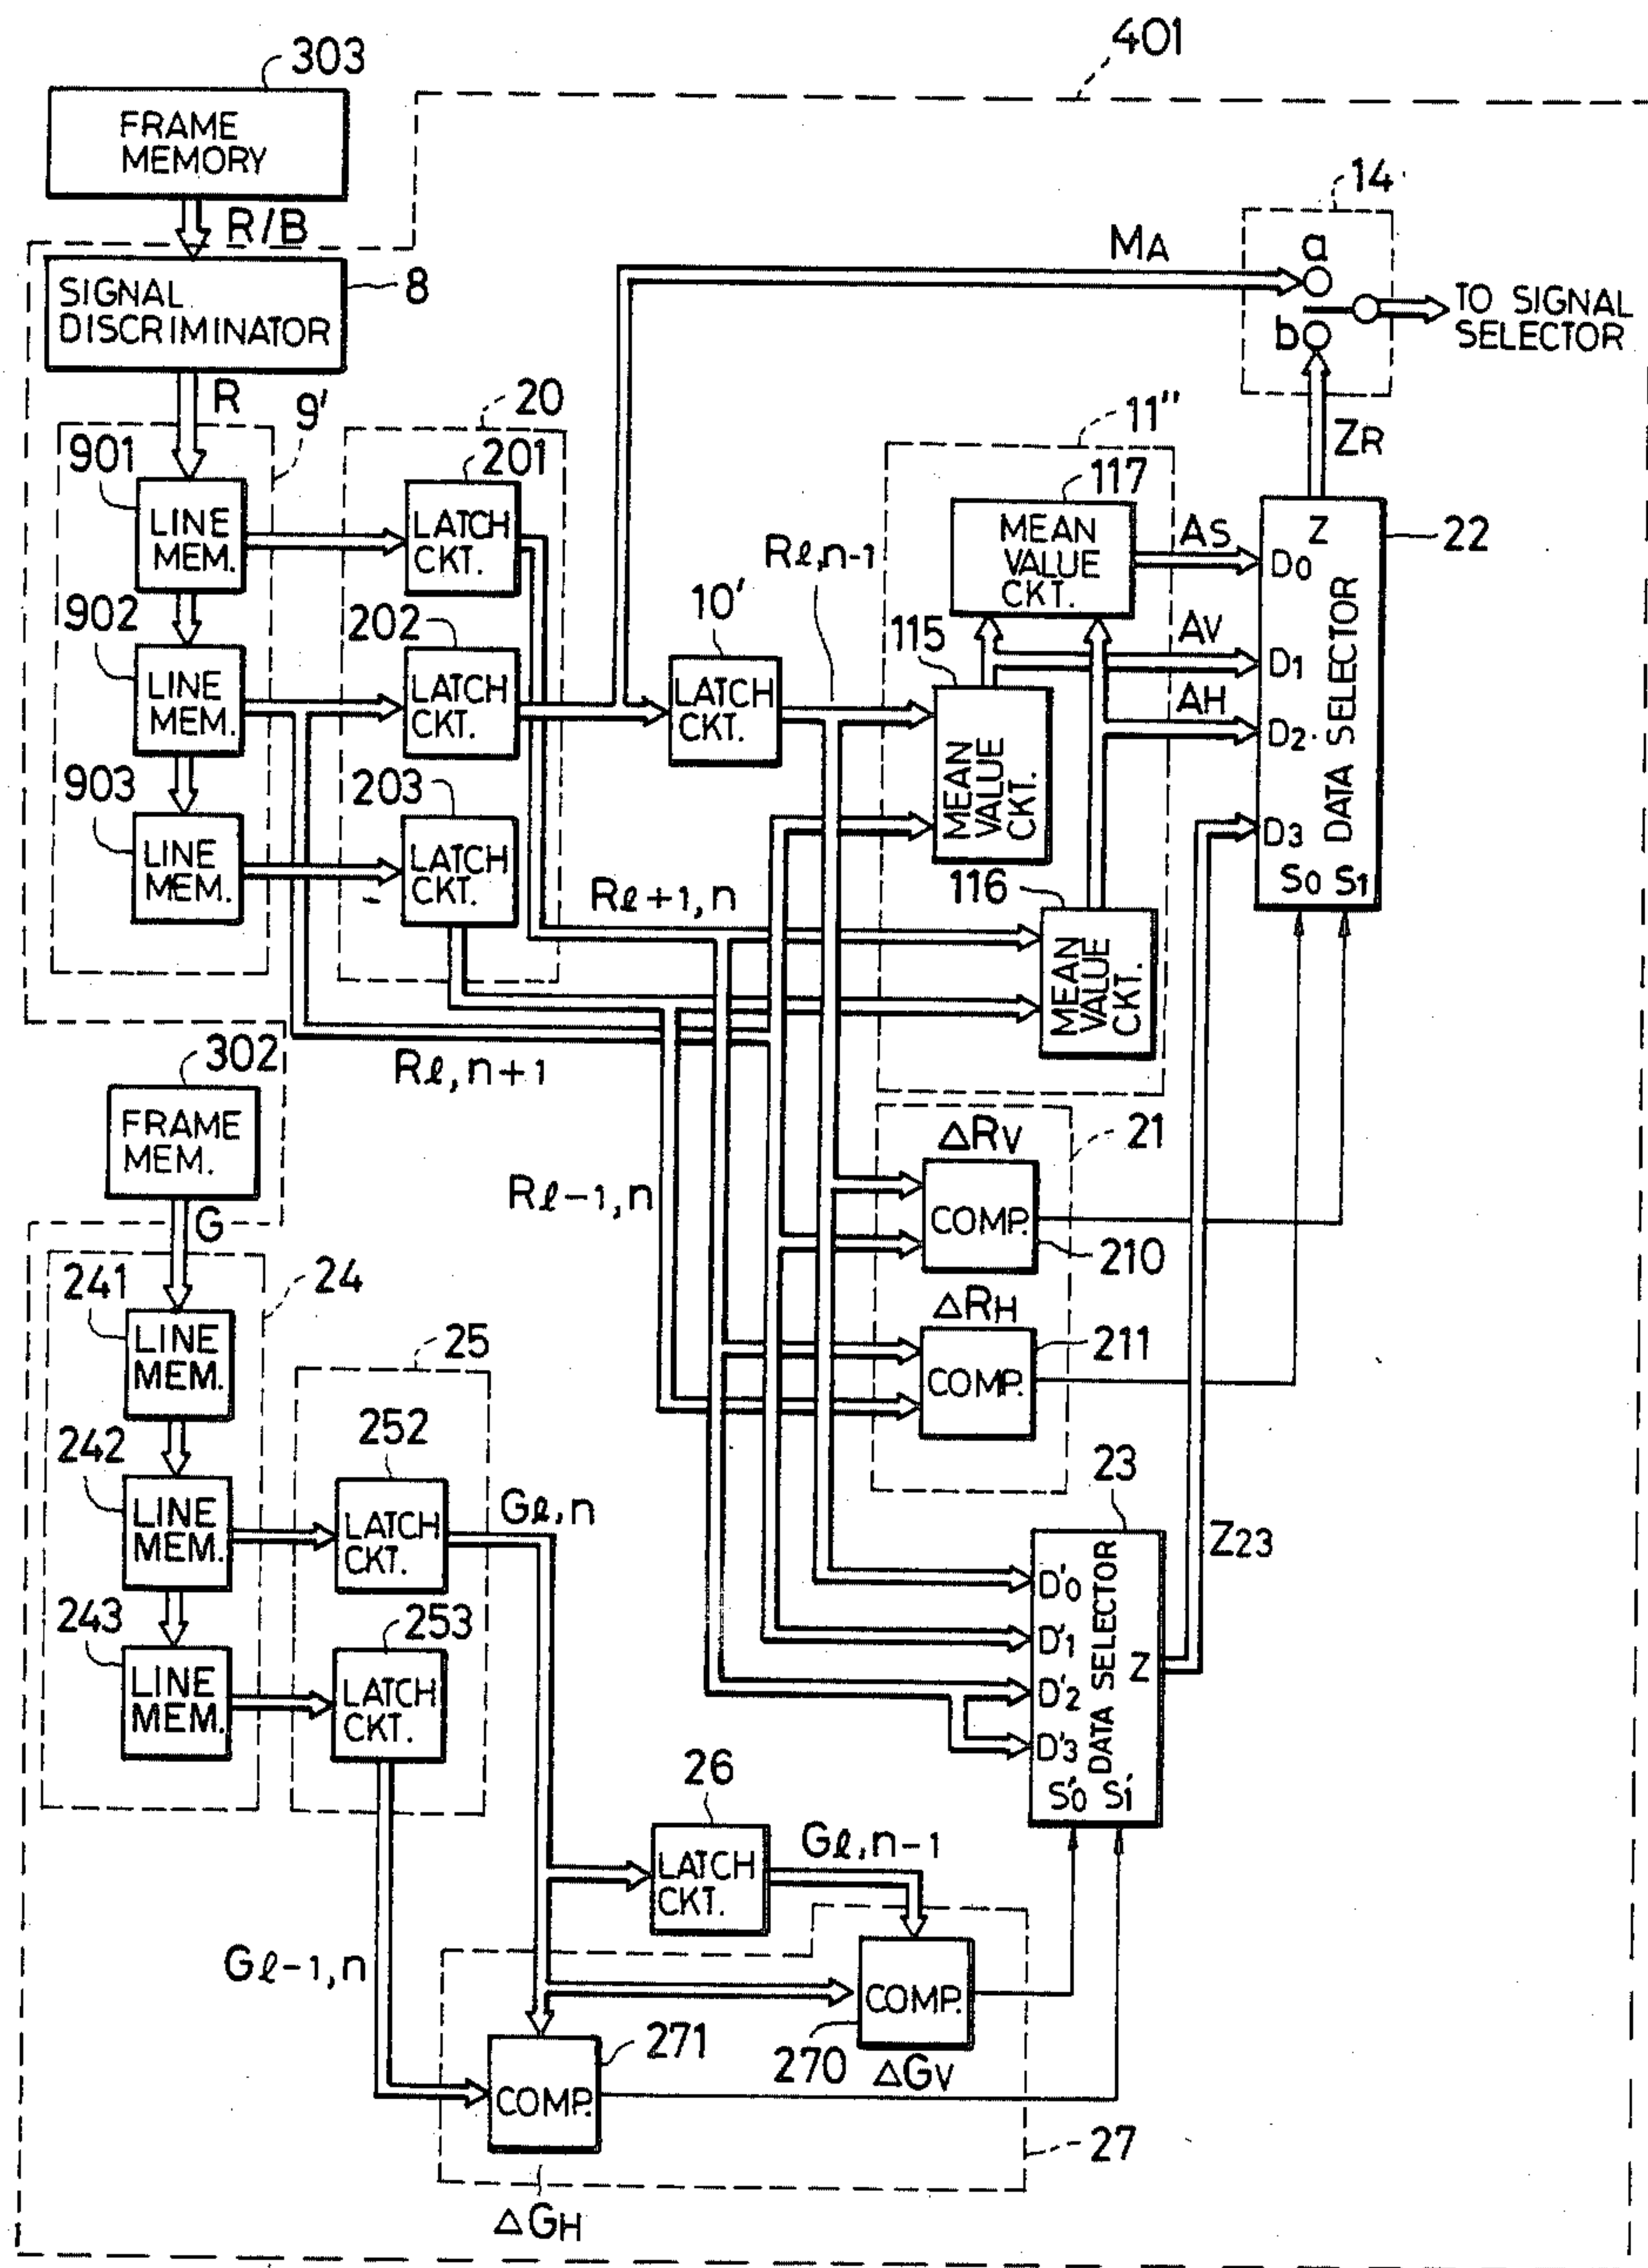 401
303
FRAME
MEMORY
R/B
14
a
MA
b
TO SIGNAL
SELECTOR
SIGNAL
DISCRIMINATOR
8
R
9'
20
11"
ZR
901
LINE
MEM.
201
LATCH
CKT.
117
MEAN
VALUE
CKT.
AS
Z
D0
22
Rℓ,n-1
902
LINE
MEM.
202
LATCH
CKT.
10'
LATCH
CKT.
115
MEAN
VALUE
CKT.
AV
D1
AH
D2
DATA SELECTOR
903
LINE
MEM.
203
LATCH
CKT.
D3
S0 S1
Rℓ+1,n
116
MEAN
VALUE
CKT.
Rℓ,n+1
302
FRAME
MEM.
G
Rℓ-1,n
ΔRV
21
COMP.
210
ΔRH
COMP.
211
241
LINE
MEM.
24
25
242
LINE
MEM.
252
LATCH
CKT.
Gℓ,n
23
Z23
D'0
D'1
D'2
D'3
DATA SELECTOR
Z
S'0 S'1
243
LINE
MEM.
253
LATCH
CKT.
26
LATCH
CKT.
Gℓ,n-1
Gℓ-1,n
COMP.
270
ΔGV
271
COMP.
27
ΔGH